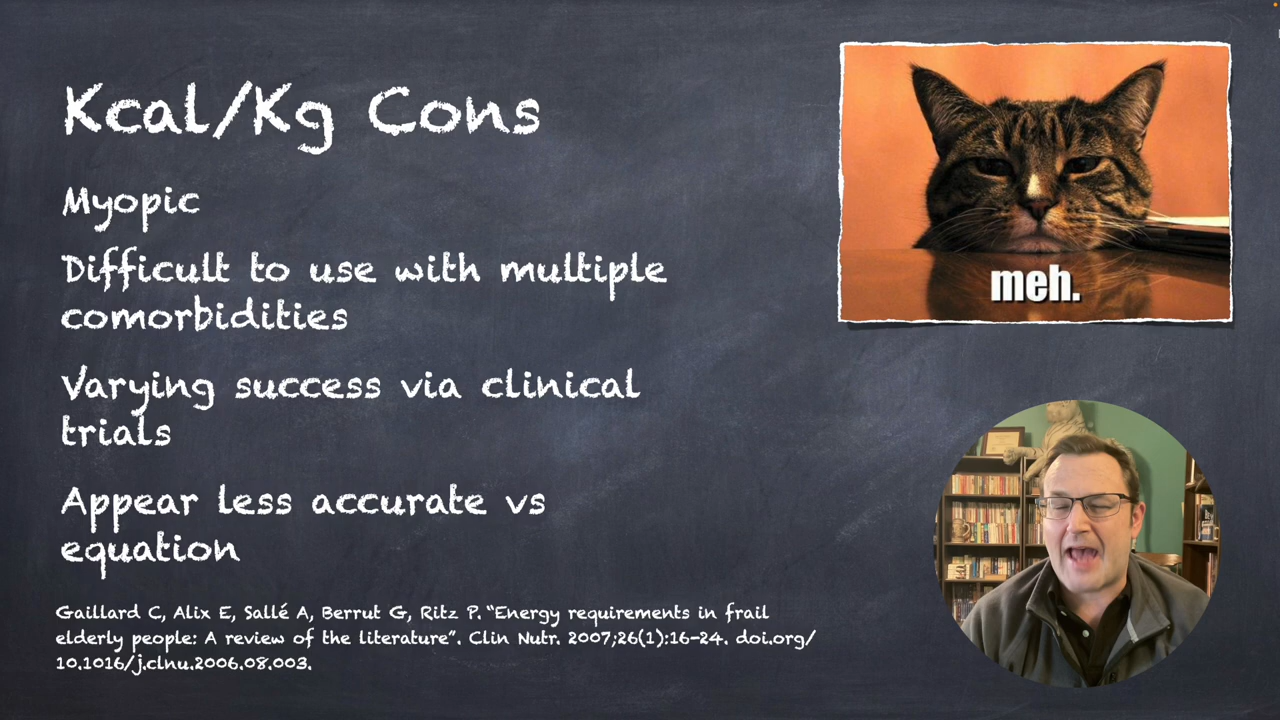 Kcal/Kg Cons
Myopic
Difficult to use with multiple
comorbidities
Varying success via clinical
trials
Appear less accurate vs
equation
Gaillard C, Alix E, Sallé A, Berrut G, Ritz P. “Energy requirements in frail
elderly people: A review of the literature”. Clin Nutr. 2007;26(1):16-24. doi.org/
10.1016/j.clnu.2006.08.003.
meh.